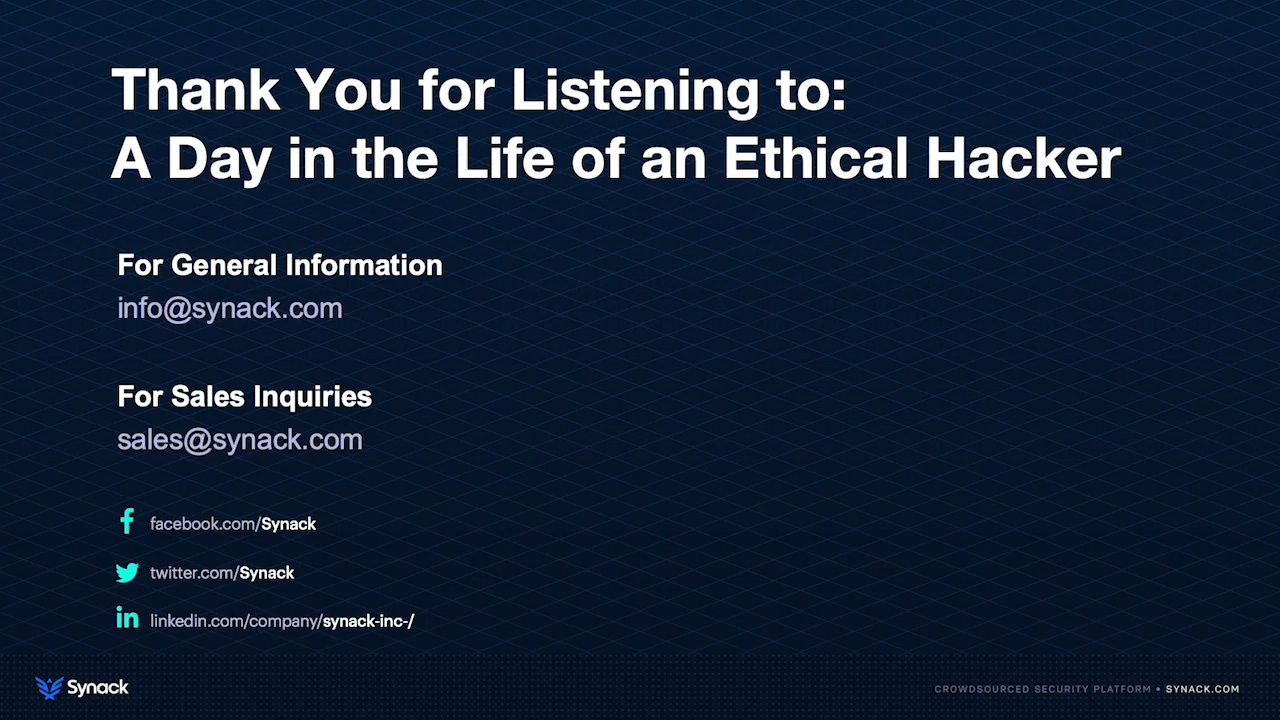 Thank You for Listening to:
A Day in the Life of an Ethical Hacker
For General Information
info@synack.com
For Sales Inquiries
sales@synack.com
facebook.com/Synack
twitter.com/Synack
linkedin.com/company/synack-inc-/
Synack
CROWDSOURCED SECURITY PLATFORM • SYNACK.COM